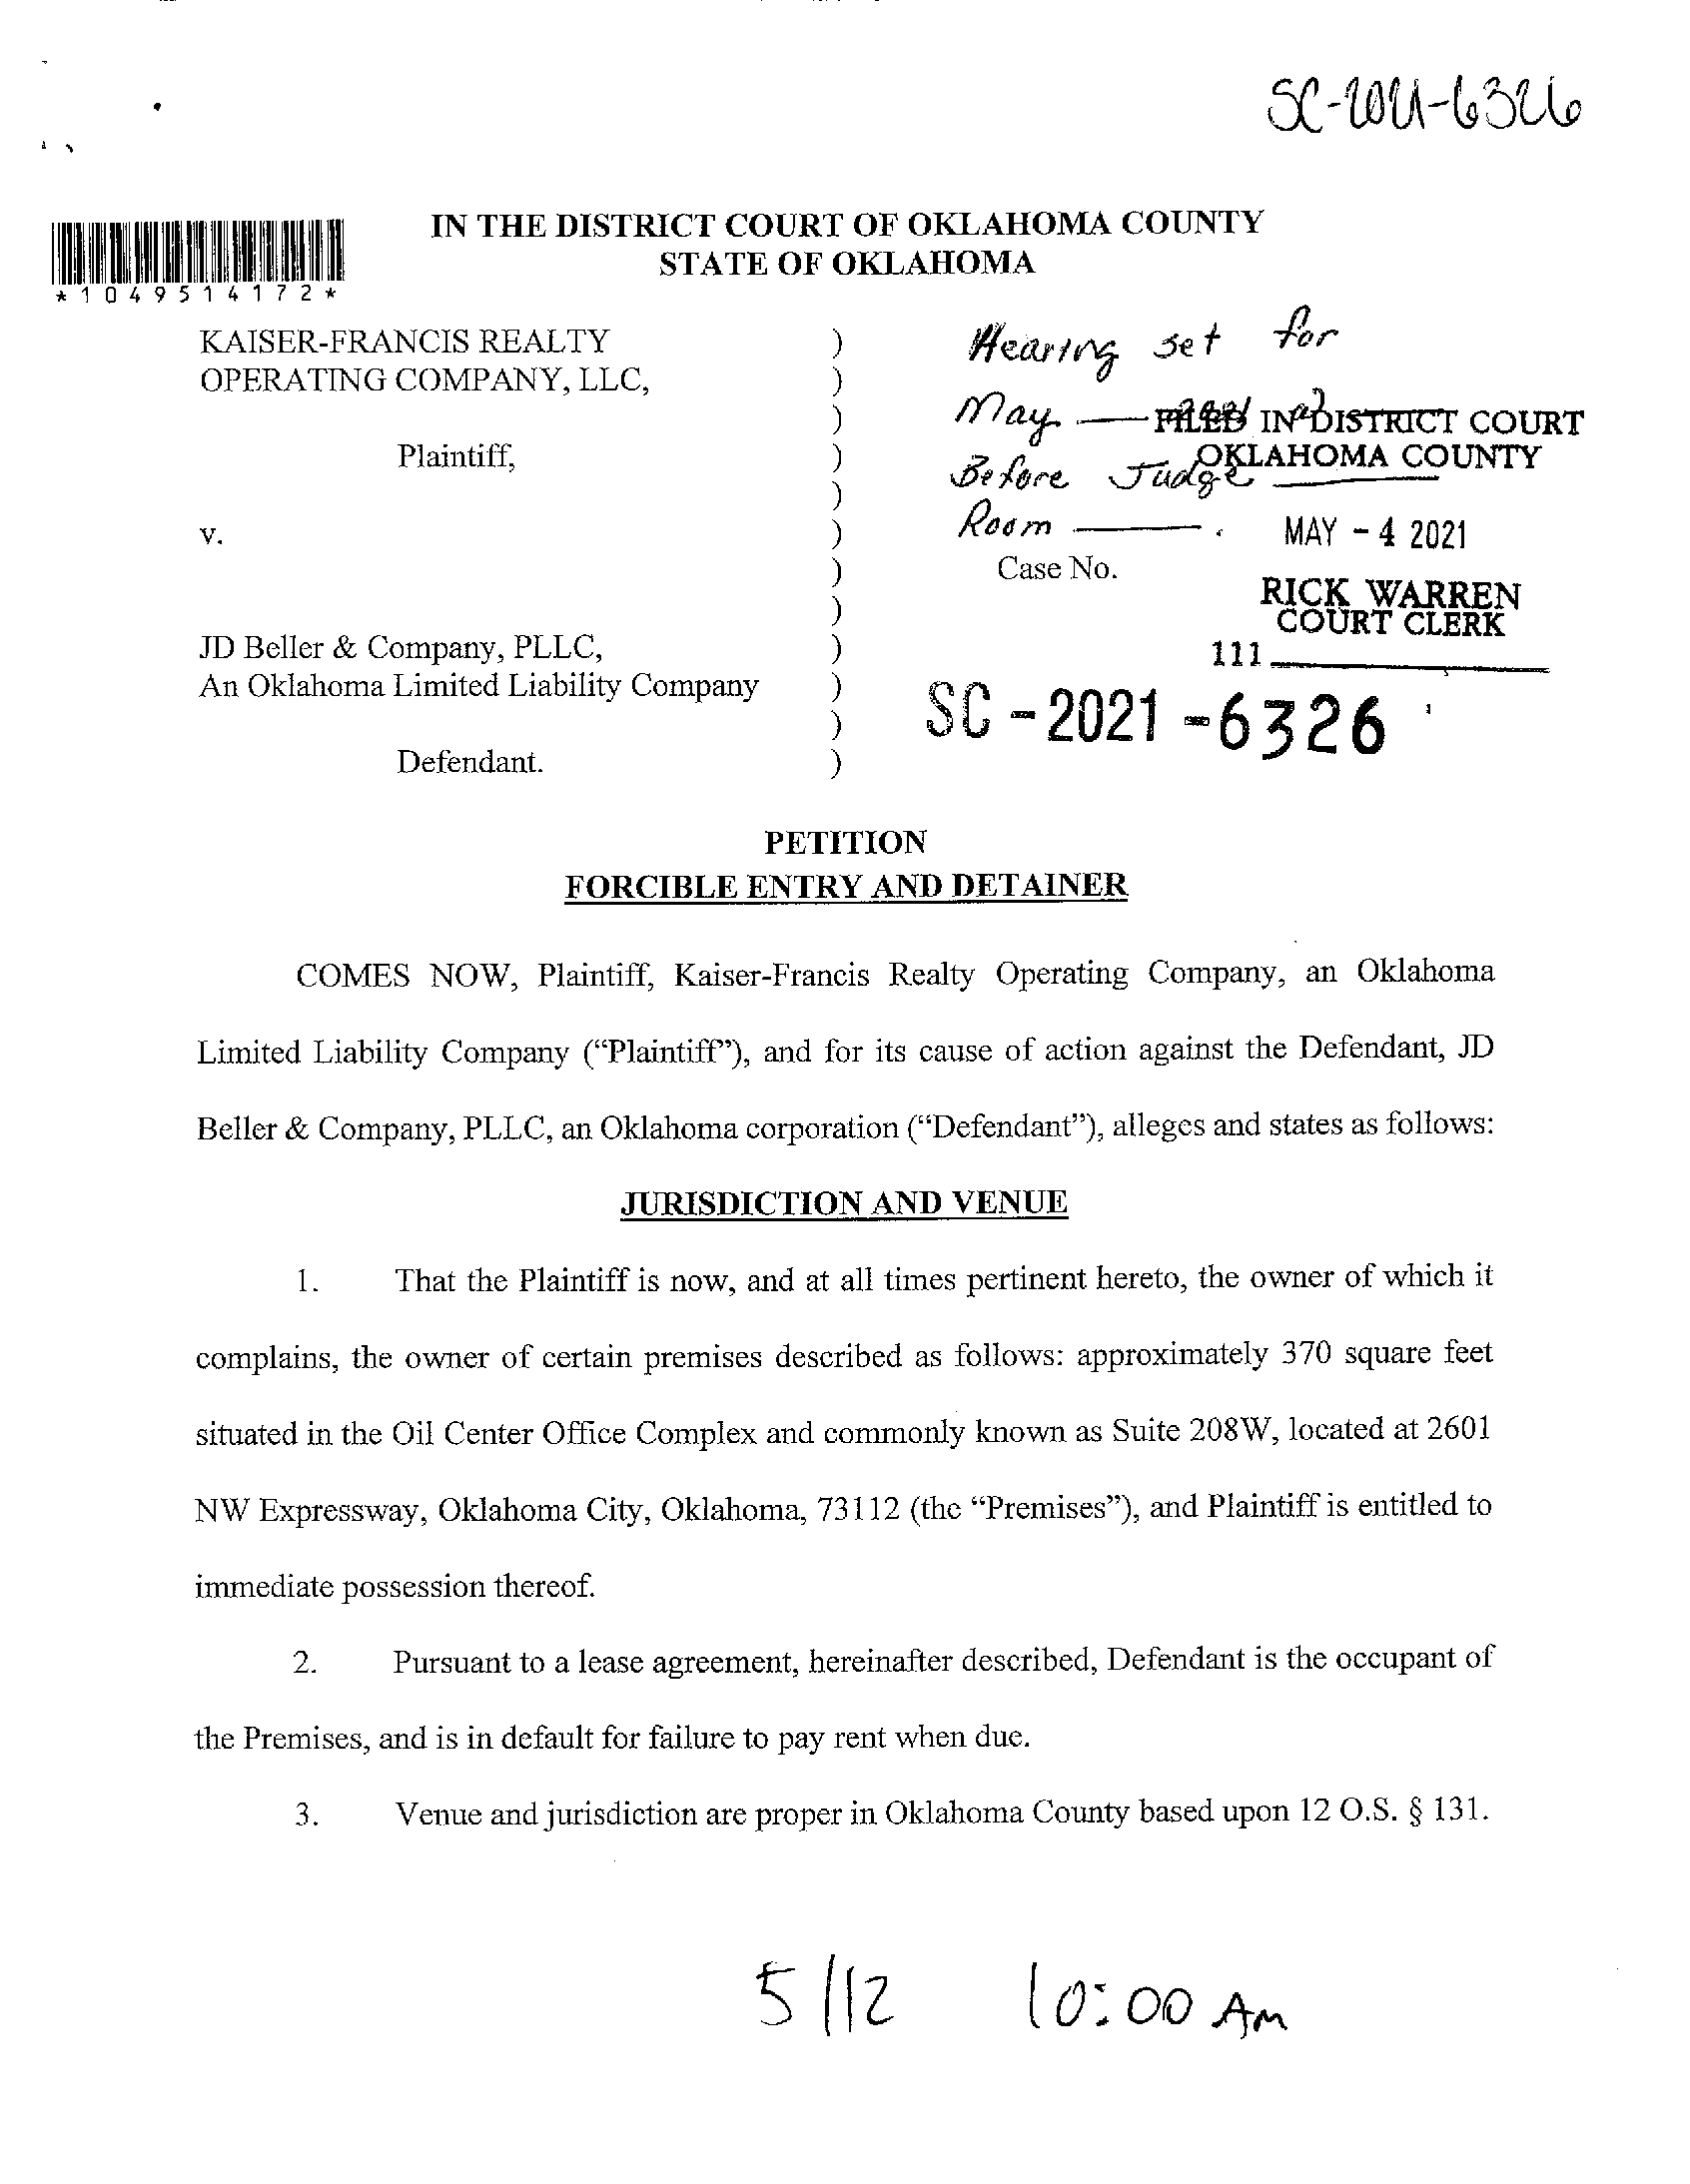 SC-2021-6326
IN THE DISTRICT COURT OF OKLAHOMA COUNTY
STATE OF OKLAHOMA
*1049514172*
KAISER-FRANCIS REALTY )
OPERATING COMPANY, LLC, )
)
Plaintiff, )
)
v. )
)
)
JD Beller & Company, PLLC, )
An Oklahoma Limited Liability Company )
)
Defendant. )
Hearing set for
May — 2021 at —
Before Judge —
Room — .
Case No.
FILED IN DISTRICT COURT
OKLAHOMA COUNTY
MAY - 4 2021
RICK WARREN
COURT CLERK
111
SC - 2021 - 6326
PETITION
FORCIBLE ENTRY AND DETAINER
COMES NOW, Plaintiff, Kaiser-Francis Realty Operating Company, an Oklahoma
Limited Liability Company (“Plaintiff”), and for its cause of action against the Defendant, JD
Beller & Company, PLLC, an Oklahoma corporation (“Defendant”), alleges and states as follows:
JURISDICTION AND VENUE
1. That the Plaintiff is now, and at all times pertinent hereto, the owner of which it
complains, the owner of certain premises described as follows: approximately 370 square feet
situated in the Oil Center Office Complex and commonly known as Suite 208W, located at 2601
NW Expressway, Oklahoma City, Oklahoma, 73112 (the “Premises”), and Plaintiff is entitled to
immediate possession thereof.
2. Pursuant to a lease agreement, hereinafter described, Defendant is the occupant of
the Premises, and is in default for failure to pay rent when due.
3. Venue and jurisdiction are proper in Oklahoma County based upon 12 O.S. § 131.
5/12 10:00 AM